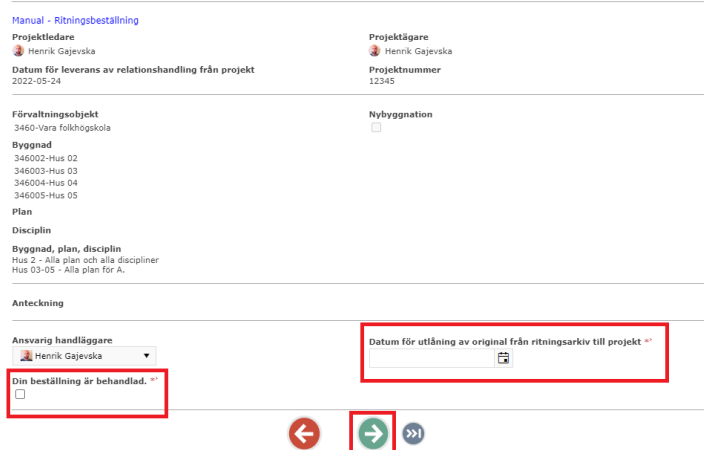 Manual - Ritningsbeställning
Projektledare
Henrik Gajevska
Projektägare
Henrik Gajevska
Datum för leverans av relationshandling från projekt
2022-05-24
Projektnummer
12345
Förvaltningsobjekt
3460-Vara folkhögskola
Nybyggnation
Byggnad
346002-Hus 02
346003-Hus 03
346004-Hus 04
346005-Hus 05
Plan
Disciplin
Byggnad, plan, disciplin
Hus 2 - Alla plan och alla discipliner
Hus 03-05 - Alla plan för A.
Anteckning
Ansvarig handläggare
Henrik Gajevska
Datum för utlåning av original från ritningsarkiv till projekt **
Din beställning är behandlad. **